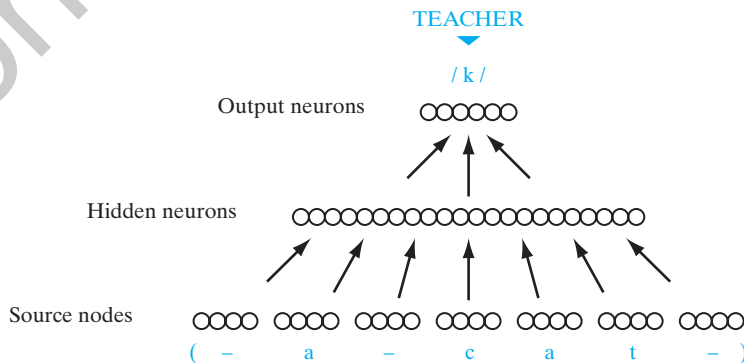 TEACHER
/ k /
Output neurons
Hidden neurons
Source nodes
( – a – c a t – )